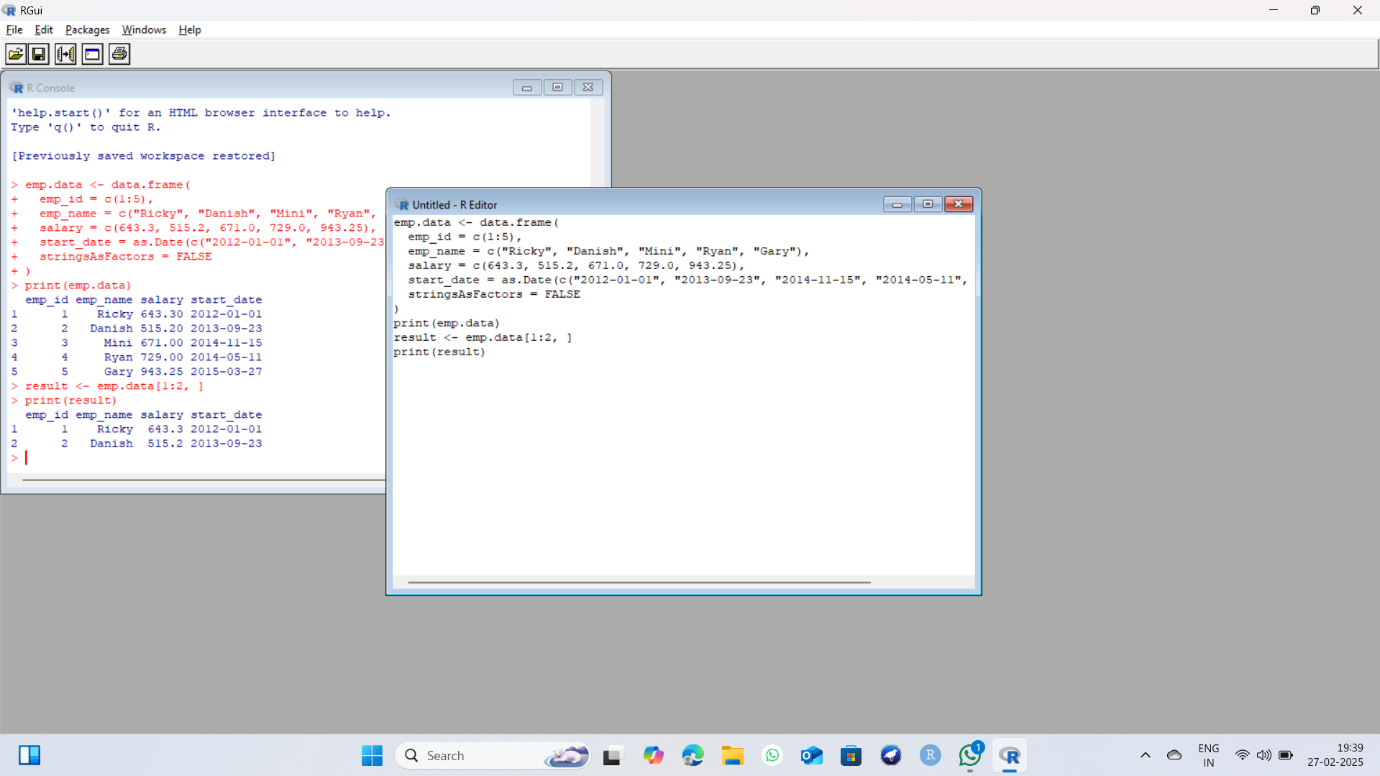 RGui
File Edit Packages Windows Help
R Console
'help.start()' for an HTML browser interface to help.
Type 'q()' to quit R.
[Previously saved workspace restored]
> emp.data <- data.frame(
+   emp_id = c(1:5),
+   emp_name = c("Ricky", "Danish", "Mini", "Ryan",
+   salary = c(643.3, 515.2, 671.0, 729.0, 943.25),
+   start_date = as.Date(c("2012-01-01", "2013-09-23
+   stringsAsFactors = FALSE
+ )
> print(emp.data)
  emp_id emp_name salary start_date
1      1    Ricky 643.30 2012-01-01
2      2   Danish 515.20 2013-09-23
3      3     Mini 671.00 2014-11-15
4      4     Ryan 729.00 2014-05-11
5      5     Gary 943.25 2015-03-27
> result <- emp.data[1:2, ]
> print(result)
  emp_id emp_name salary start_date
1      1    Ricky  643.3 2012-01-01
2      2   Danish  515.2 2013-09-23
>
Untitled - R Editor
emp.data <- data.frame(
  emp_id = c(1:5),
  emp_name = c("Ricky", "Danish", "Mini", "Ryan", "Gary"),
  salary = c(643.3, 515.2, 671.0, 729.0, 943.25),
  start_date = as.Date(c("2012-01-01", "2013-09-23", "2014-11-15", "2014-05-11",
  stringsAsFactors = FALSE
)
print(emp.data)
result <- emp.data[1:2, ]
print(result)
Search
1
ENG
IN
19:39
27-02-2025